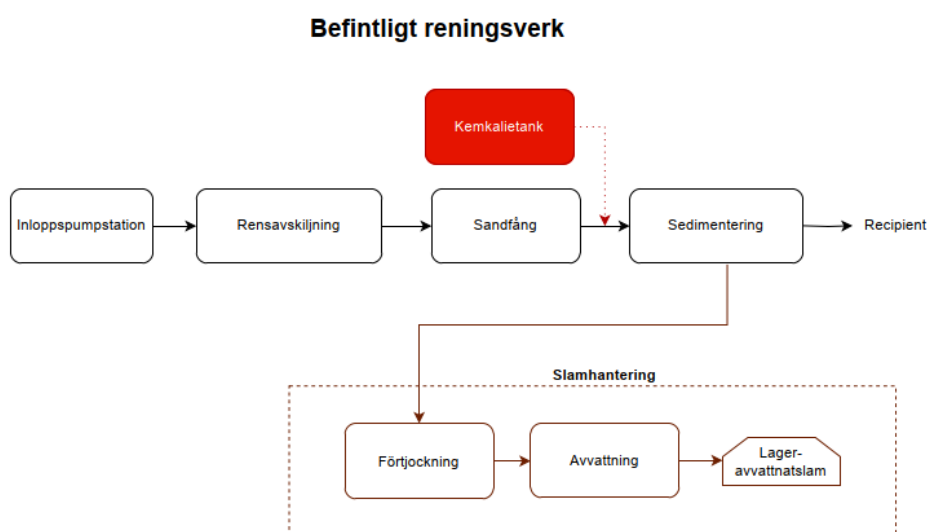 Befintligt reningsverk
Kemkalietank
Inloppspumpstation
Rensavskiljning
Sandfång
Sedimentering
Recipient
Slamhantering
Förtjockning
Avvattning
Lager-
avvattnatslam